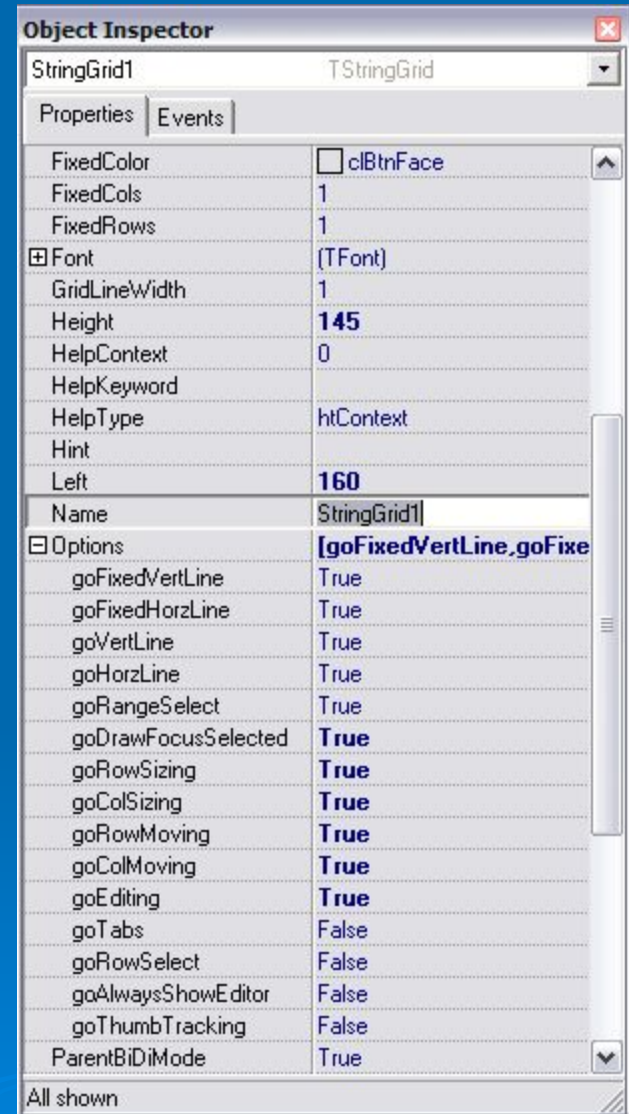 Object Inspector
StringGrid1 TStringGrid
Properties Events
FixedColor clBtnFace
FixedCols 1
FixedRows 1
Font (TFont)
GridLineWidth 1
Height 145
HelpContext 0
HelpKeyword
HelpType htContext
Hint
Left 160
Name StringGrid1
Options [goFixedVertLine,goFixe
goFixedVertLine True
goFixedHorzLine True
goVertLine True
goHorzLine True
goRangeSelect True
goDrawFocusSelected True
goRowSizing True
goColSizing True
goRowMoving True
goColMoving True
goEditing True
goTabs False
goRowSelect False
goAlwaysShowEditor False
goThumbTracking False
ParentBiDiMode True
All shown